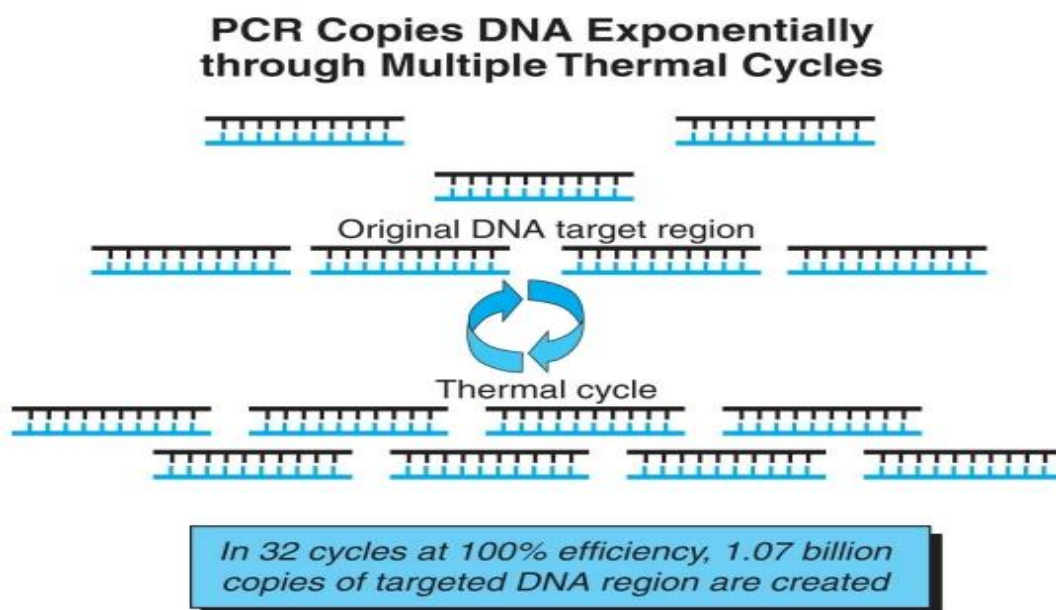 PCR Copies DNA Exponentially
through Multiple Thermal Cycles
Original DNA target region
Thermal cycle
In 32 cycles at 100% efficiency, 1.07 billion
copies of targeted DNA region are created